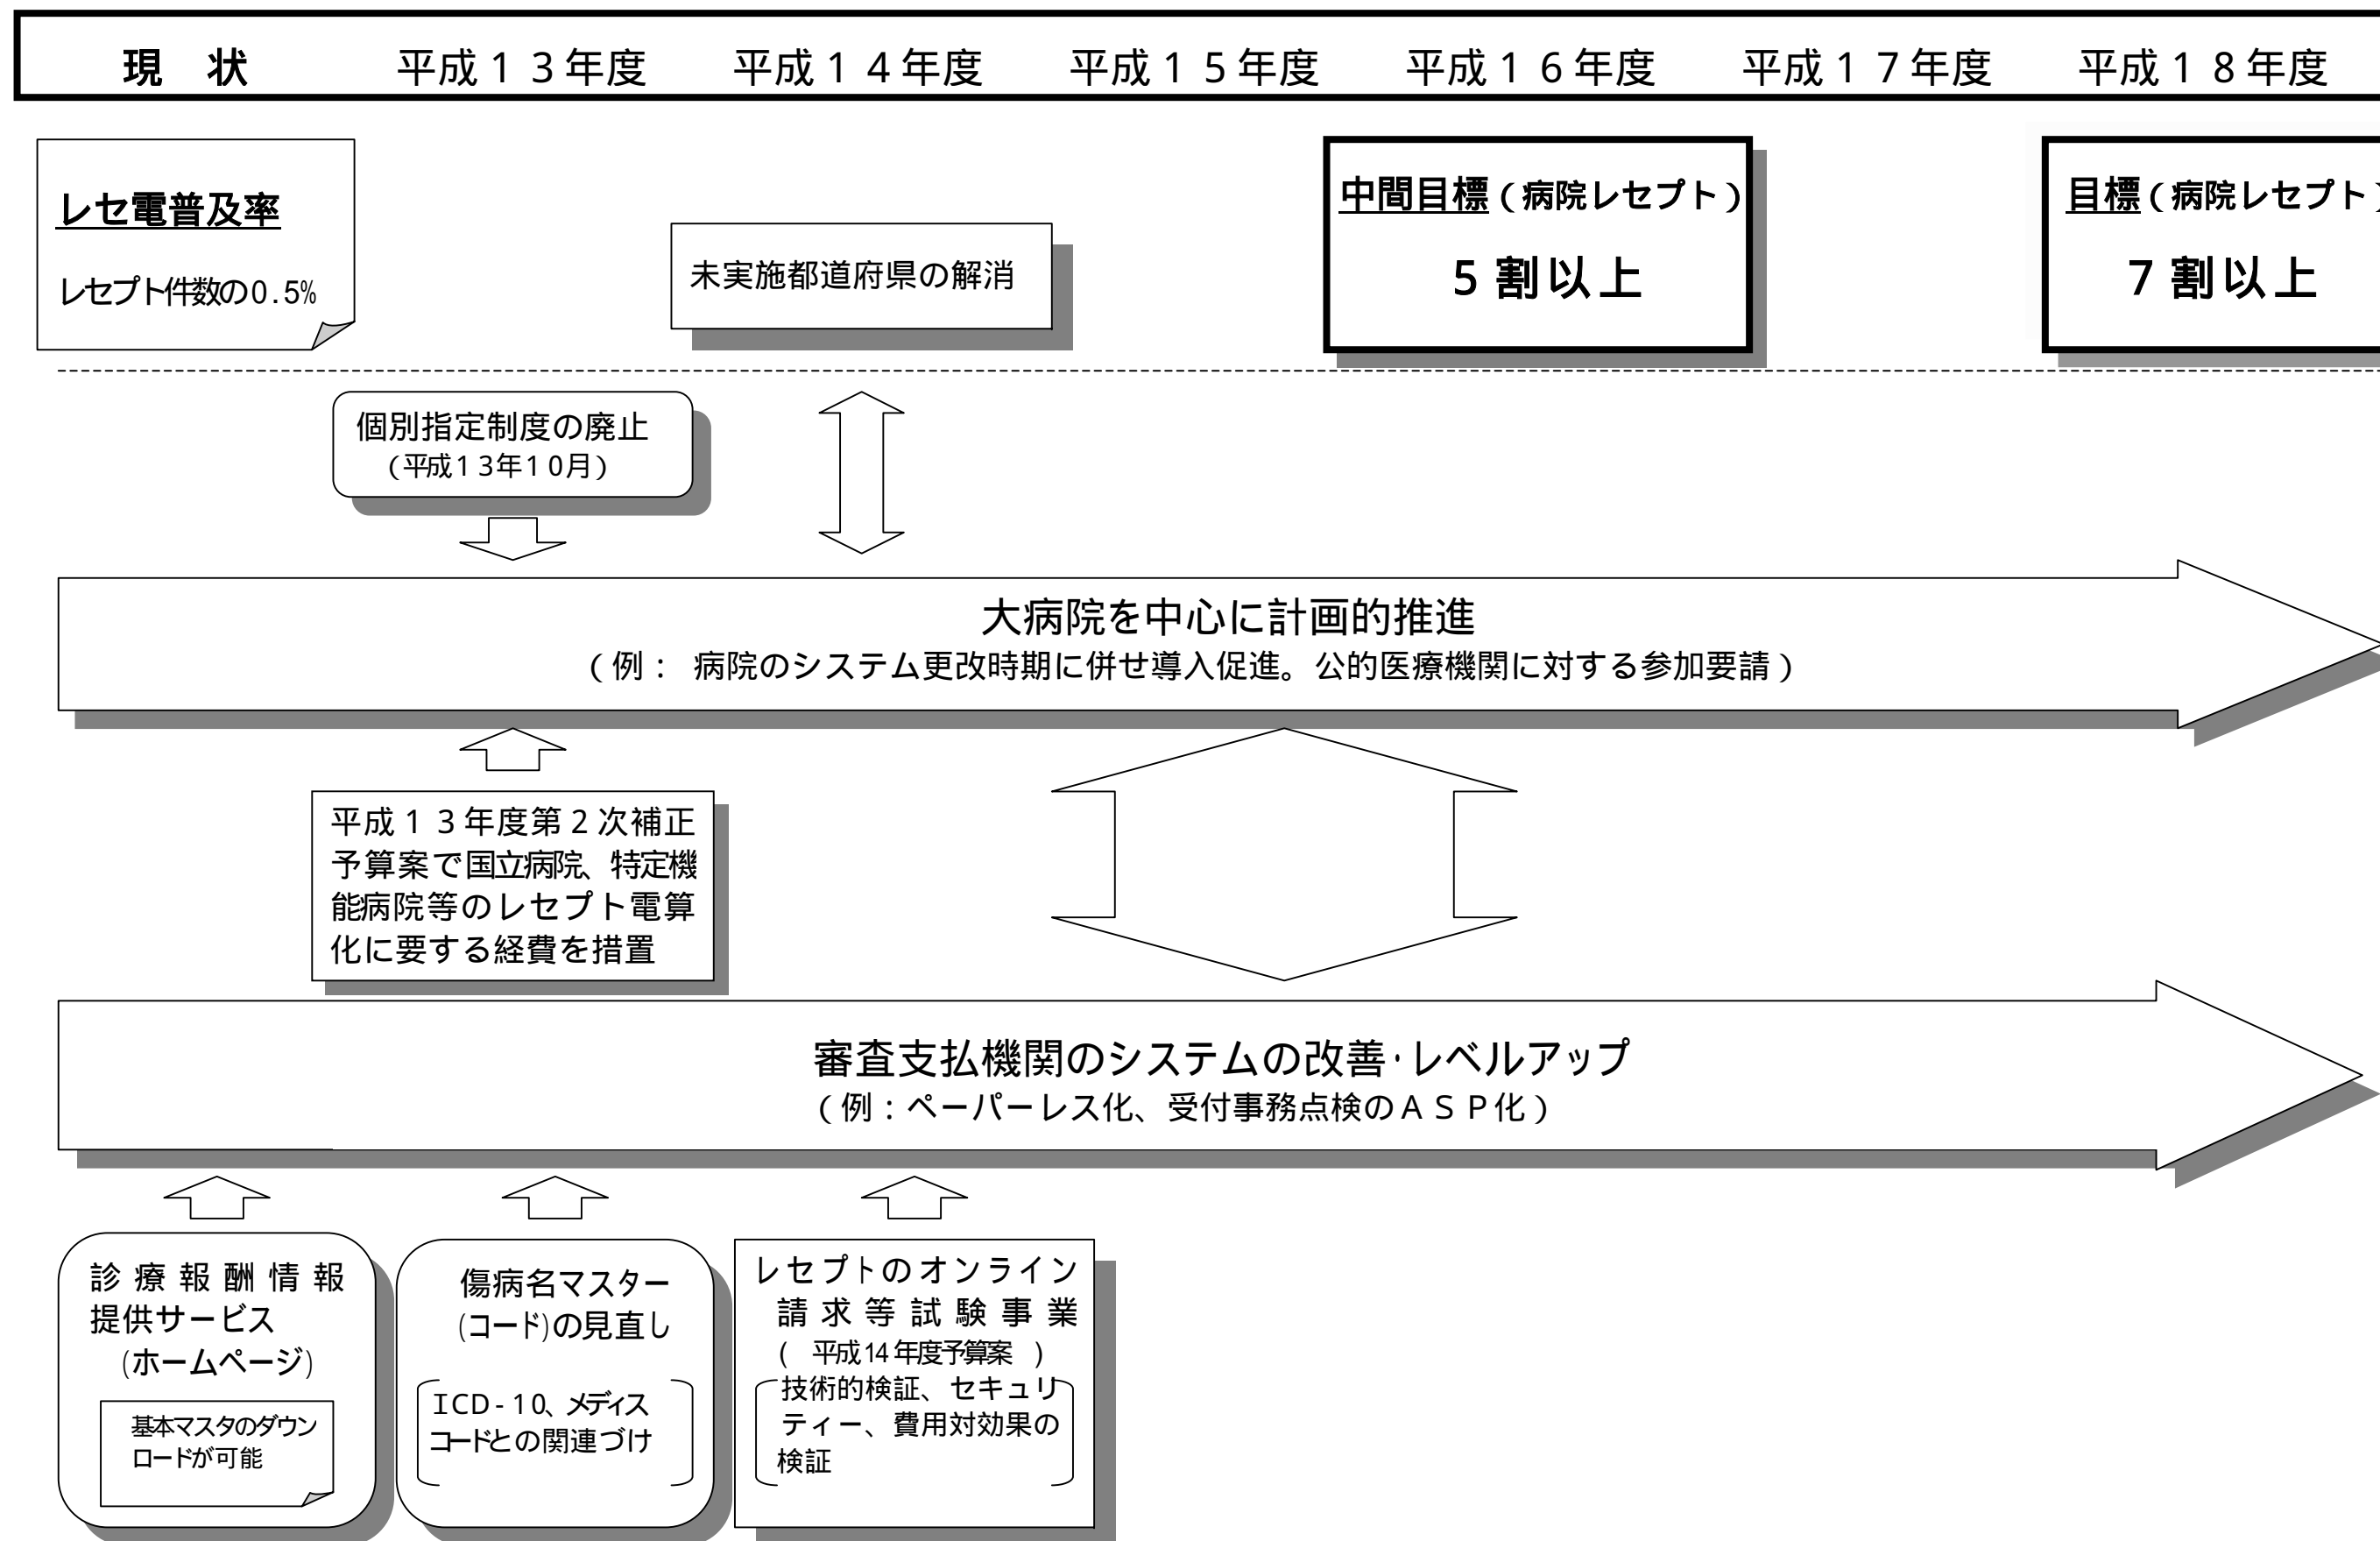 現　状　平成１３年度　平成１４年度　平成１５年度　平成１６年度　平成１７年度　平成１８年度
レセ電普及率
レセプト件数の0.5%
未実施都道府県の解消
中間目標（病院レセプト）
５割以上
目標（病院レセプト）
７割以上
個別指定制度の廃止
（平成１３年１０月）
大病院を中心に計画的推進
（例：　病院のシステム更改時期に併せ導入促進。公的医療機関に対する参加要請）
平成１３年度第２次補正
予算案で国立病院、特定機
能病院等のレセプト電算
化に要する経費を措置
審査支払機関のシステムの改善･レベルアップ
（例：ペーパーレス化、受付事務点検のＡＳＰ化）
診療報酬情報
提供サービス
(ホームページ)
基本マスタのダウン
ロードが可能
傷病名マスター
(コード)の見直し
ＩＣＤ-１０、メディス
コードとの関連づけ
レセプトのオンライン
請求等試験事業
(　平成14年度予算案　)
技術的検証、セキュリ
ティー、費用対効果の
検証